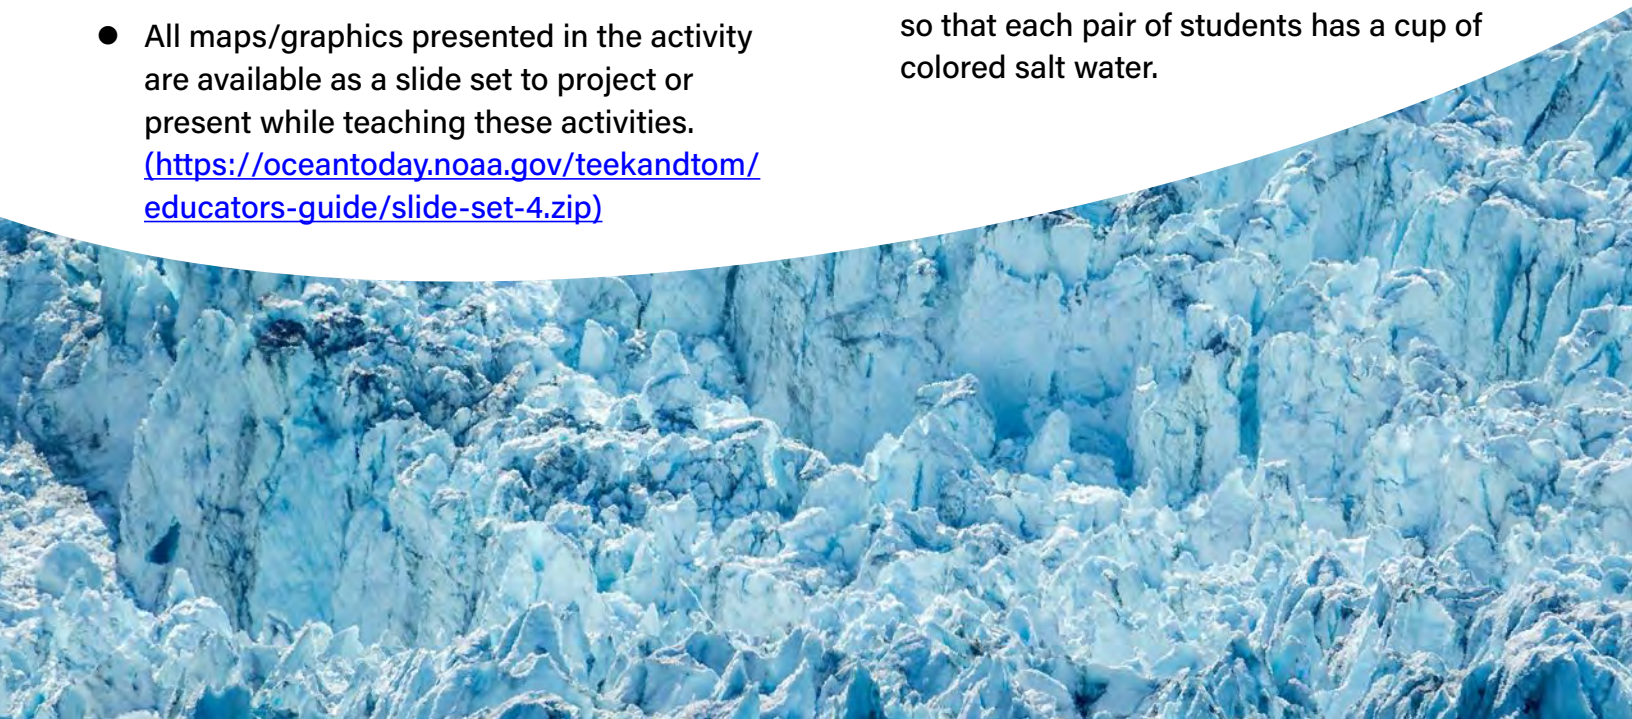 ● All maps/graphics presented in the activity
are available as a slide set to project or
present while teaching these activities.
(https://oceantoday.noaa.gov/teekandtom/
educators-guide/slide-set-4.zip)
so that each pair of students has a cup of
colored salt water.